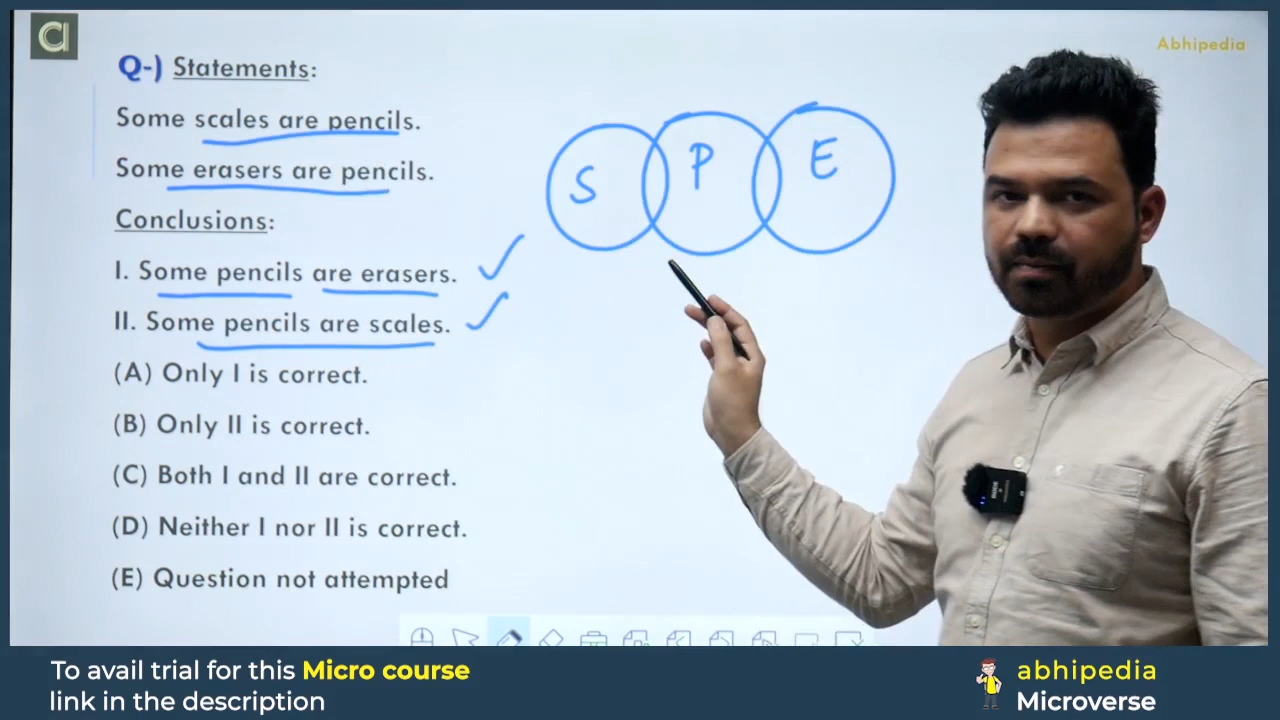 CI
Abhipedia
Q-) Statements:
Some scales are pencils.
Some erasers are pencils.
Conclusions:
I. Some pencils are erasers.
II. Some pencils are scales.
(A) Only I is correct.
(B) Only II is correct.
(C) Both I and II are correct.
(D) Neither I nor II is correct.
(E) Question not attempted
S P E
To avail trial for this Micro course
link in the description
abhipedia
Microverse